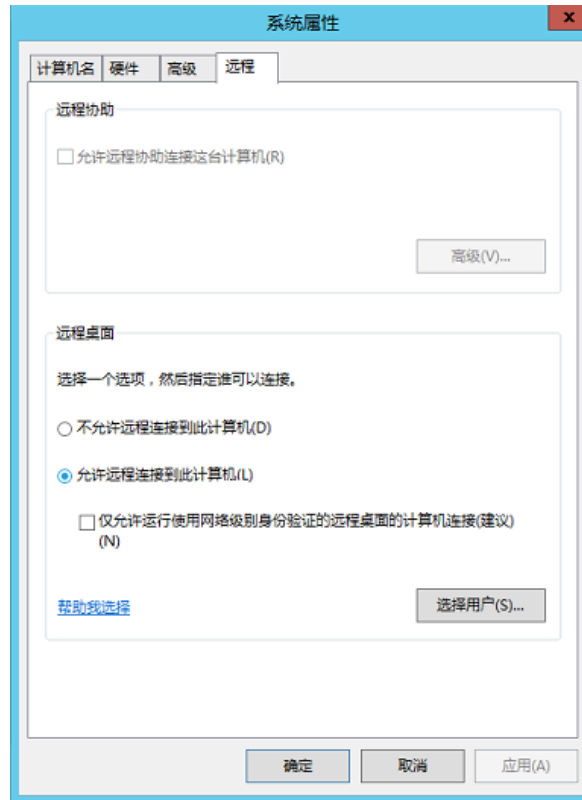 系统属性
x
计算机名 硬件 高级 远程
远程协助
允许远程协助连接这台计算机(R)
高级(V)...
远程桌面
选择一个选项，然后指定谁可以连接。
不允许远程连接到此计算机(D)
允许远程连接到此计算机(L)
仅允许运行使用网络级别身份验证的远程桌面的计算机连接(建议)
(N)
帮助我选择 选择用户(S)...
确定 取消 应用(A)